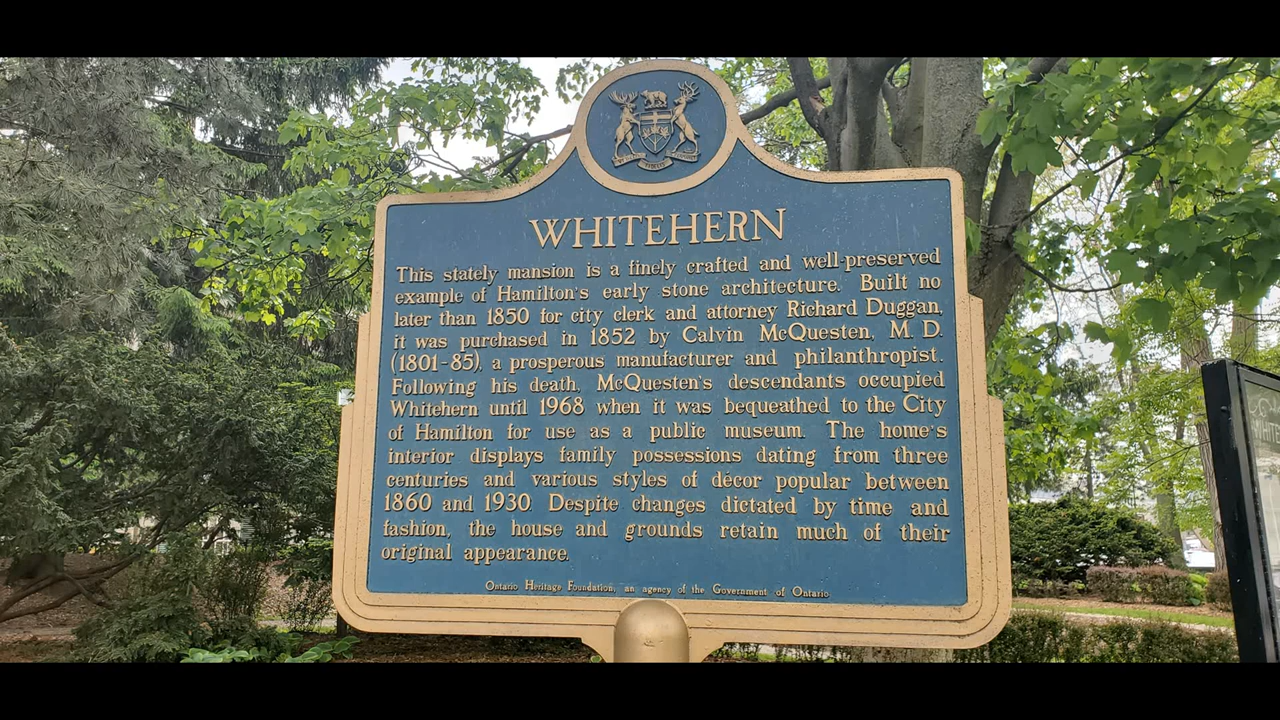 WHITEHERN
This stately mansion is a finely crafted and well-preserved
example of Hamilton's early stone architecture. Built no
later than 1850 for city clerk and attorney Richard Duggan,
it was purchased in 1852 by Calvin McQuesten, M. D.
(1801-85), a prosperous manufacturer and philanthropist.
Following his death, McQuesten's descendants occupied
Whitehern until 1968 when it was bequeathed to the City
of Hamilton for use as a public museum. The home's
interior displays family possessions dating from three
centuries and various styles of décor popular between
1860 and 1930. Despite changes dictated by time and
fashion, the house and grounds retain much of their
original appearance.
Ontario Heritage Foundation, an agency of the Government of Ontario